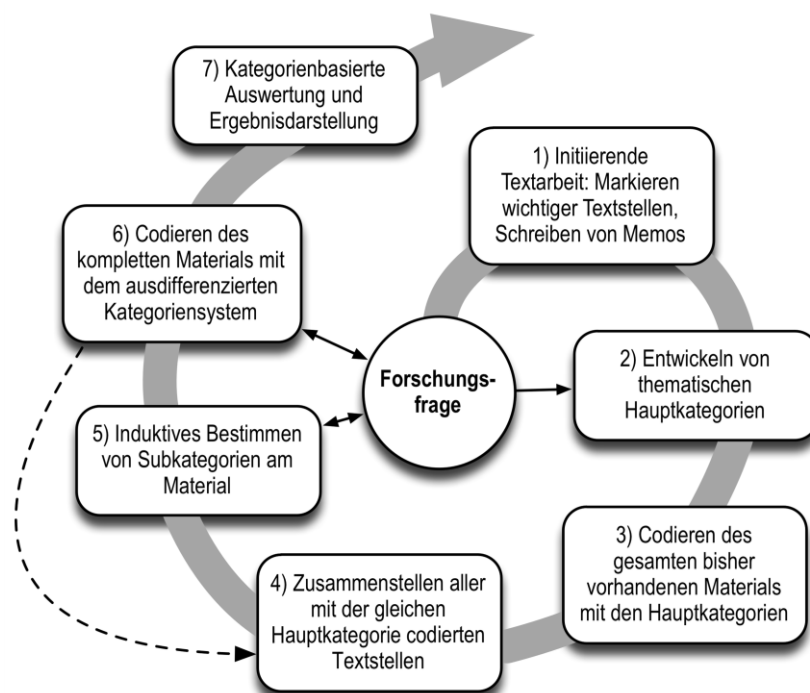 7) Kategorienbasierte
Auswertung und
Ergebnisdarstellung
1) Initiierende
Textarbeit: Markieren
wichtiger Textstellen,
Schreiben von Memos
6) Codieren des
kompletten Materials mit
dem ausdifferenzierten
Kategoriensystem
Forschungs-
frage
2) Entwickeln von
thematischen
Hauptkategorien
5) Induktives Bestimmen
von Subkategorien am
Material
3) Codieren des
gesamten bisher
vorhandenen Materials
mit den Hauptkategorien
4) Zusammenstellen aller
mit der gleichen
Hauptkategorie codierten
Textstellen